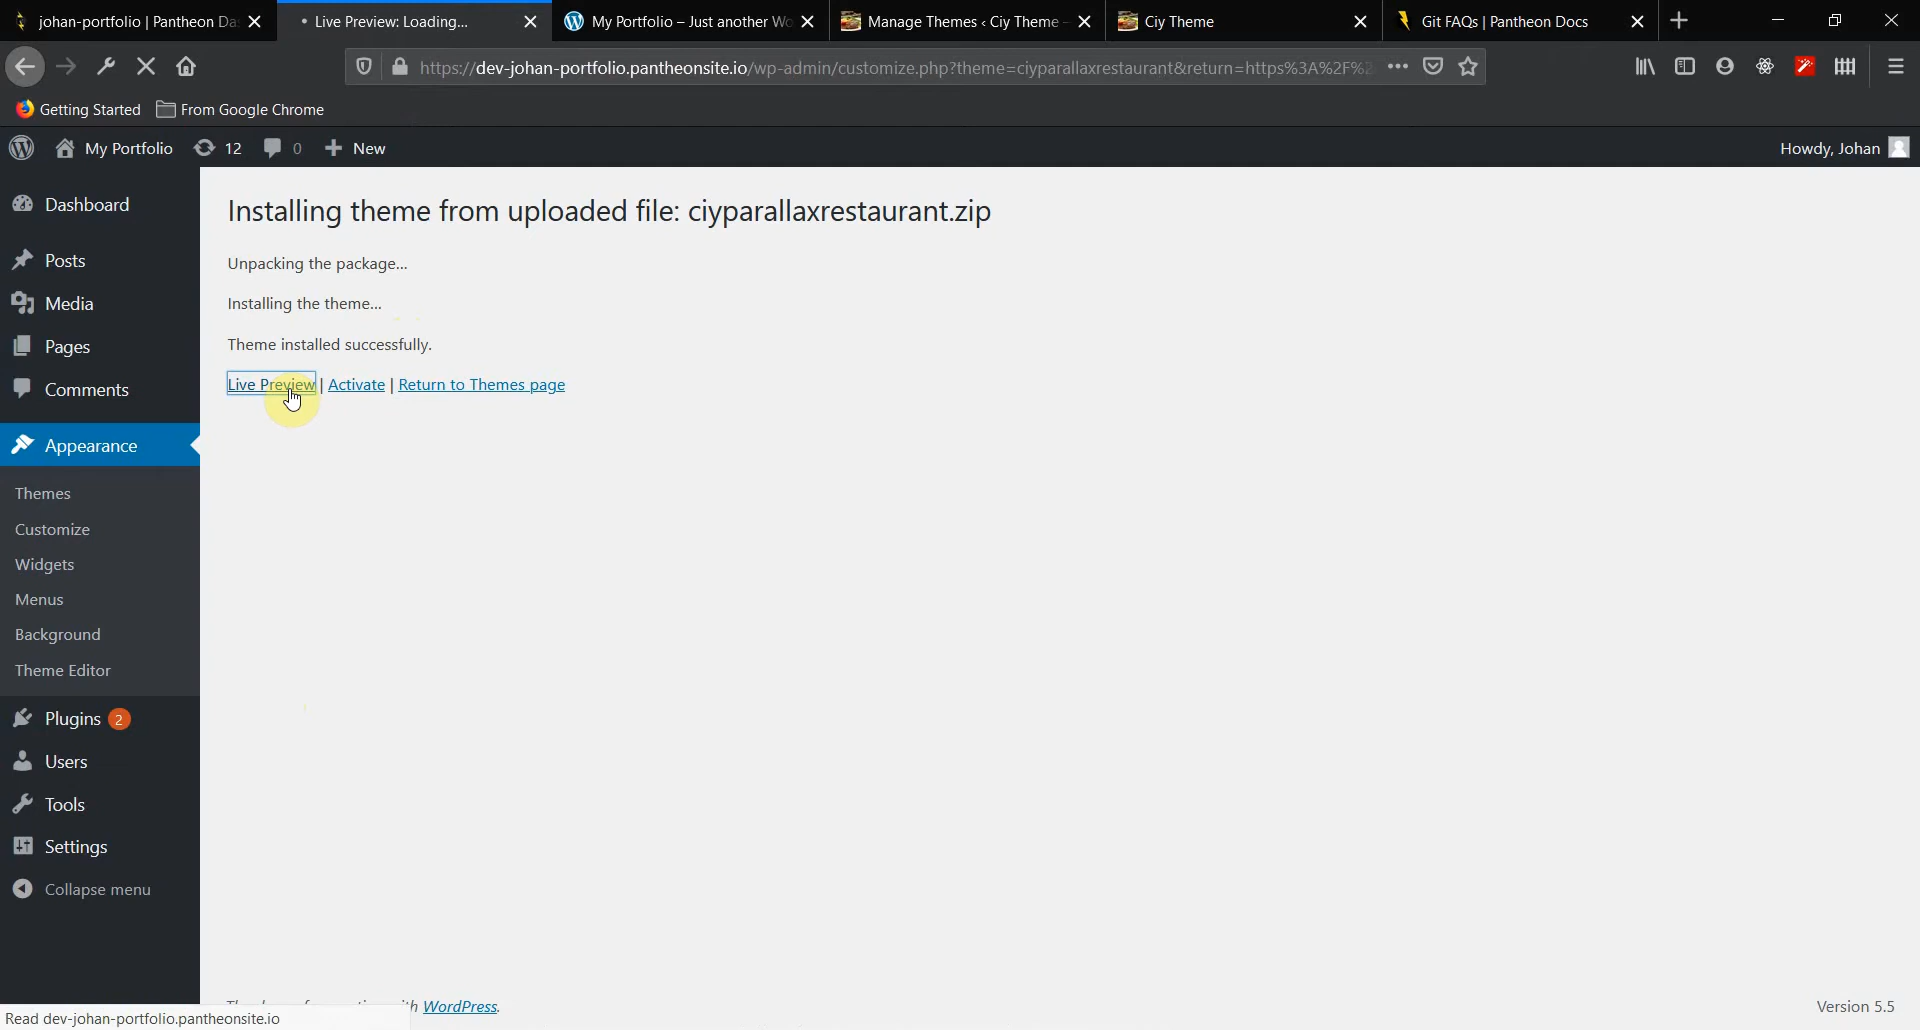 johan-portfolio | Pantheon Da
Live Preview: Loading...
My Portfolio – Just another Wo
Manage Themes ‹ Ciy Theme –
Ciy Theme
Git FAQs | Pantheon Docs
https://dev-johan-portfolio.pantheonsite.io/wp-admin/customize.php?theme=ciyparallaxrestaurant&return=https%3A%2F%2
Getting Started
From Google Chrome
My Portfolio
12
0
New
Howdy, Johan
Dashboard
Posts
Media
Pages
Comments
Appearance
Themes
Customize
Widgets
Menus
Background
Theme Editor
Plugins 2
Users
Tools
Settings
Collapse menu
Installing theme from uploaded file: ciyparallaxrestaurant.zip
Unpacking the package...
Installing the theme...
Theme installed successfully.
Live Preview | Activate | Return to Themes page
WordPress.
Version 5.5
Read dev-johan-portfolio.pantheonsite.io